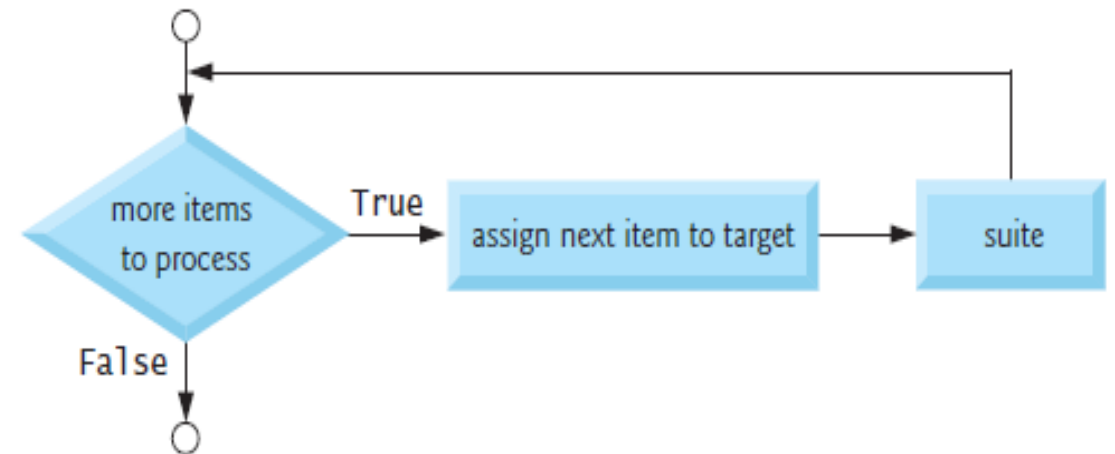 more items
to process
True
assign next item to target
suite
False